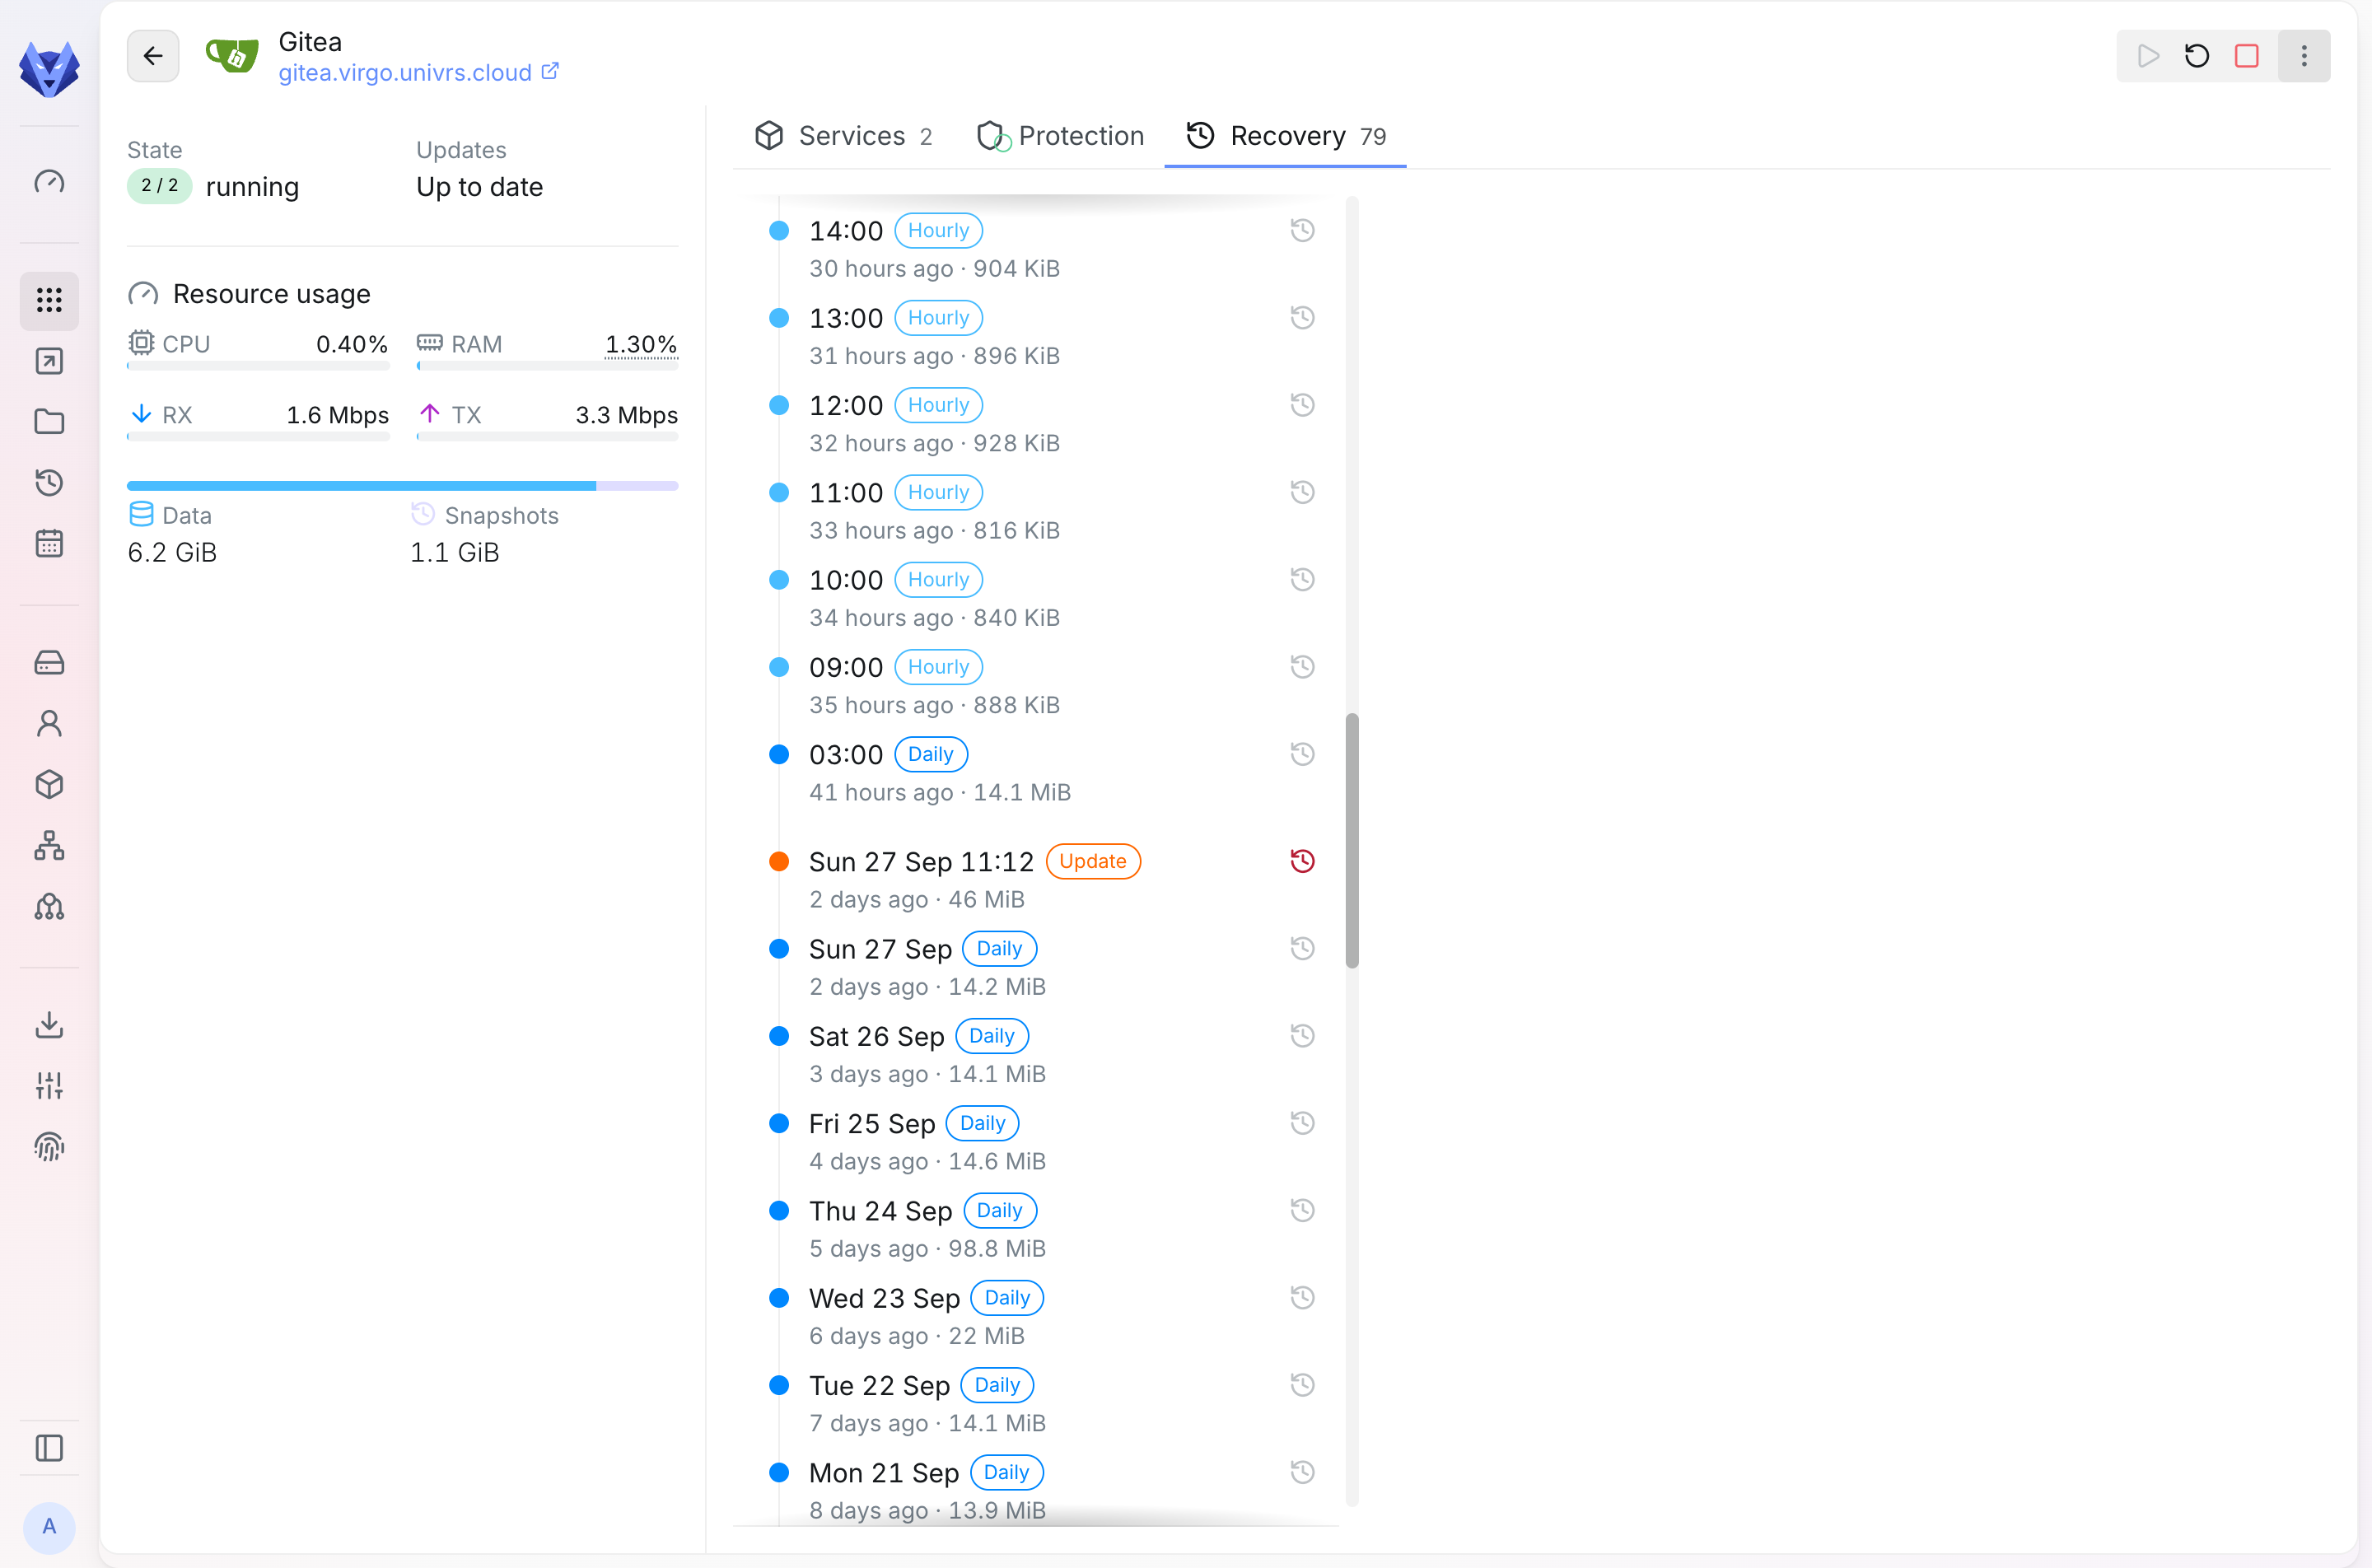 Gitea
gitea.virgo.univrs.cloud
State
2 / 2 running
Updates
Up to date
Resource usage
CPU 0.40%
RAM 1.30%
RX 1.6 Mbps
TX 3.3 Mbps
Data
6.2 GiB
Snapshots
1.1 GiB
A
Services 2
Protection
Recovery 79
14:00 Hourly
30 hours ago · 904 KiB
13:00 Hourly
31 hours ago · 896 KiB
12:00 Hourly
32 hours ago · 928 KiB
11:00 Hourly
33 hours ago · 816 KiB
10:00 Hourly
34 hours ago · 840 KiB
09:00 Hourly
35 hours ago · 888 KiB
03:00 Daily
41 hours ago · 14.1 MiB
Sun 27 Sep 11:12 Update
2 days ago · 46 MiB
Sun 27 Sep Daily
2 days ago · 14.2 MiB
Sat 26 Sep Daily
3 days ago · 14.1 MiB
Fri 25 Sep Daily
4 days ago · 14.6 MiB
Thu 24 Sep Daily
5 days ago · 98.8 MiB
Wed 23 Sep Daily
6 days ago · 22 MiB
Tue 22 Sep Daily
7 days ago · 14.1 MiB
Mon 21 Sep Daily
8 days ago · 13.9 MiB